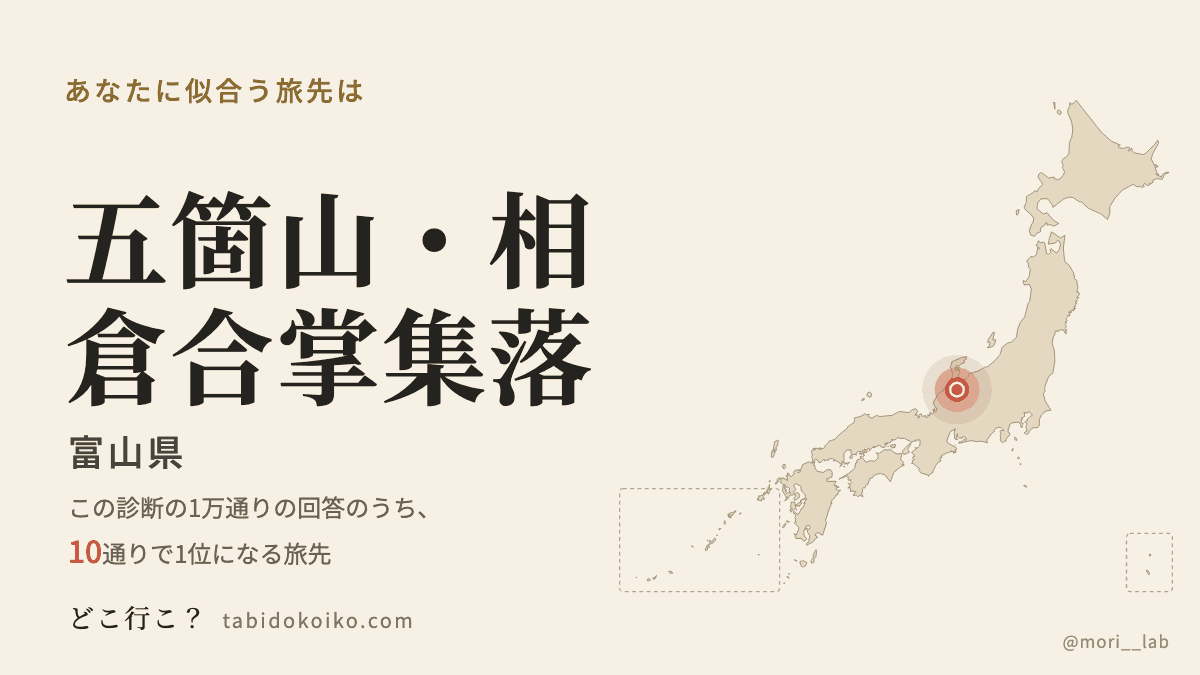 あなたに似合う旅先は
五箇山・相
倉合掌集落
富山県
この診断の1万通りの回答のうち、
10通りで1位になる旅先
どこ行こ？ tabidokoiko.com
@mori__lab